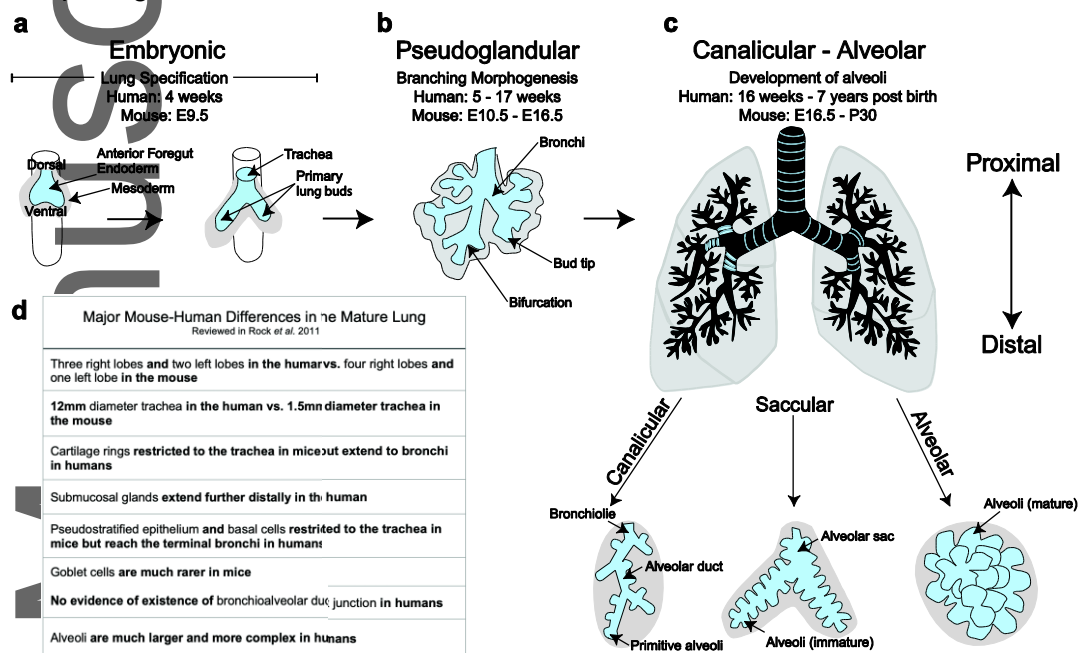 a
Embryonic
Lung Specification
Human: 4 weeks
Mouse: E9.5
Dorsal
Anterior Foregut
Endoderm
Mesoderm
Ventral
Trachea
Primary
lung buds
b
Pseudoglandular
Branching Morphogenesis
Human: 5 - 17 weeks
Mouse: E10.5 - E16.5
Bronchi
Bud tip
Bifurcation
c
Canalicular - Alveolar
Development of alveoli
Human: 16 weeks - 7 years post birth
Mouse: E16.5 - P30
Proximal
Distal
Canalicular
Saccular
Alveolar
Bronchiolie
Alveolar duct
Primitive alveoli
Alveolar sac
Alveoli (immature)
Alveoli (mature)
d
Major Mouse-Human Differences in he Mature Lung
Reviewed in Rock et al. 2011
Three right lobes and two left lobes in the human vs. four right lobes and
one left lobe in the mouse
12mm diameter trachea in the human vs. 1.5mm diameter trachea in
the mouse
Cartilage rings restricted to the trachea in mice out extend to bronchi
in humans
Submucosal glands extend further distally in th human
Pseudostratified epithelium and basal cells restrited to the trachea in
mice but reach the terminal bronchi in humans
Goblet cells are much rarer in mice
No evidence of existence of bronchioalveolar duc junction in humans
Alveoli are much larger and more complex in humans